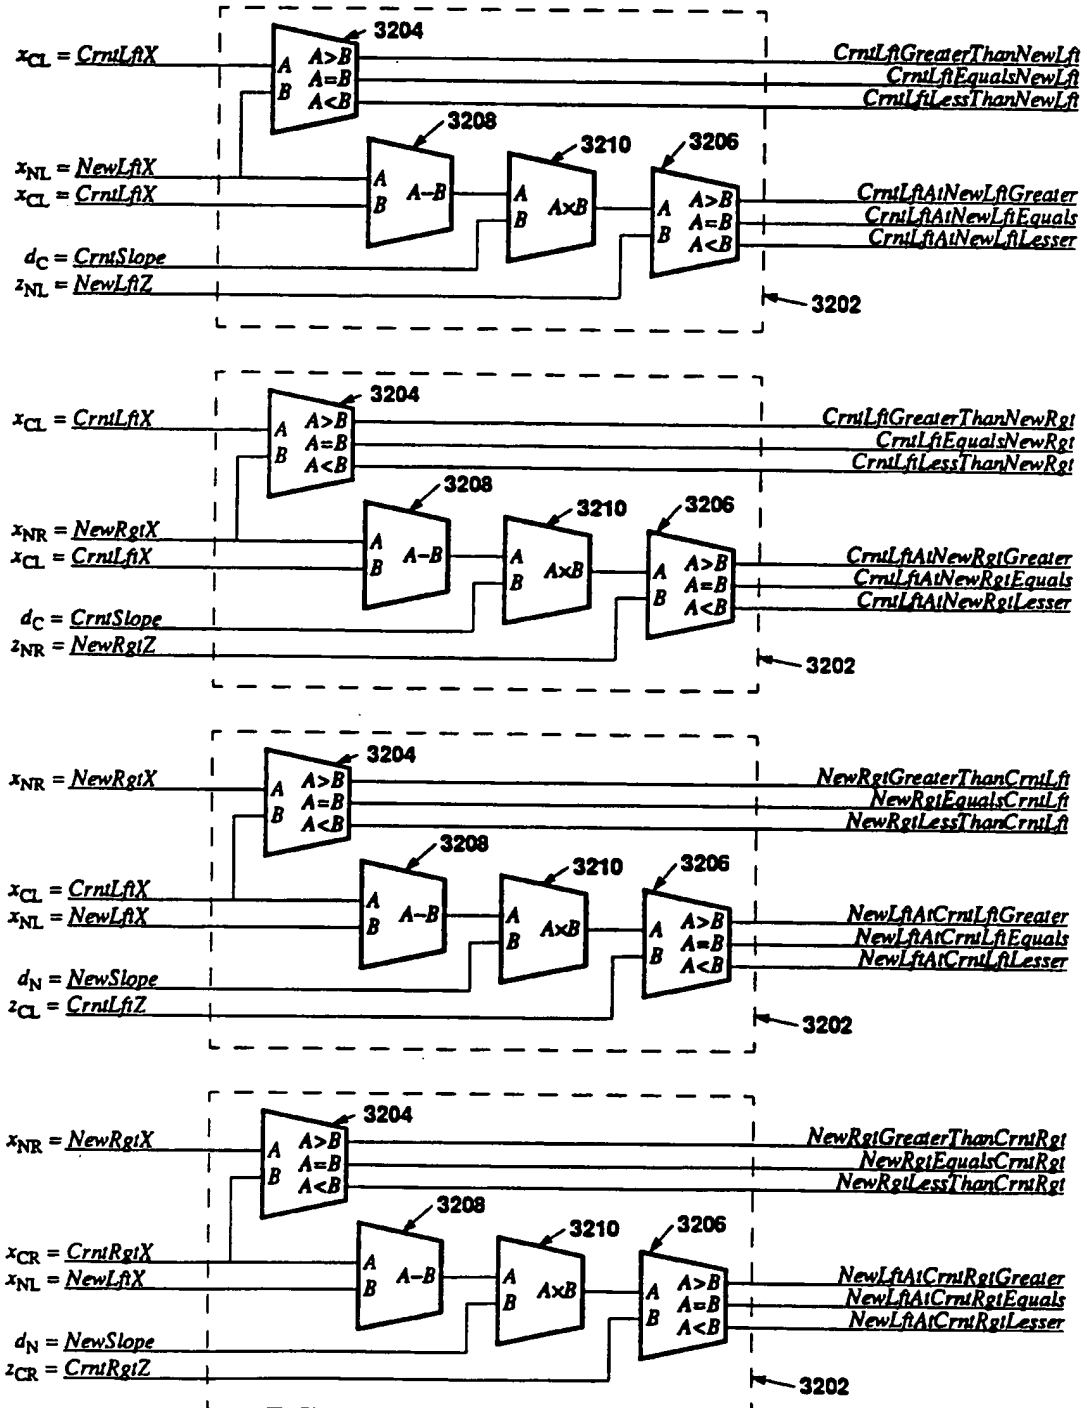 3204
x_CL = CrntLftX
A
B
A>B
A=B
A<B
CrntLftGreaterThanNewLft
CrntLftEqualsNewLft
CrntLftLessThanNewLft
3208
3210
3206
x_NL = NewLftX
x_CL = CrntLftX
A
B
A−B
A
B
A×B
A
B
A>B
A=B
A<B
CrntLftAtNewLftGreater
CrntLftAtNewLftEquals
CrntLftAtNewLftLesser
d_C = CrntSlope
z_NL = NewLftZ
3202
3204
x_CL = CrntLftX
A
B
A>B
A=B
A<B
CrntLftGreaterThanNewRgt
CrntLftEqualsNewRgt
CrntLftLessThanNewRgt
3208
3210
3206
x_NR = NewRgtX
x_CL = CrntLftX
A
B
A−B
A
B
A×B
A
B
A>B
A=B
A<B
CrntLftAtNewRgtGreater
CrntLftAtNewRgtEquals
CrntLftAtNewRgtLesser
d_C = CrntSlope
z_NR = NewRgtZ
3202
3204
x_NR = NewRgtX
A
B
A>B
A=B
A<B
NewRgtGreaterThanCrntLft
NewRgtEqualsCrntLft
NewRgtLessThanCrntLft
3208
3210
3206
x_CL = CrntLftX
x_NL = NewLftX
A
B
A−B
A
B
A×B
A
B
A>B
A=B
A<B
NewLftAtCrntLftGreater
NewLftAtCrntLftEquals
NewLftAtCrntLftLesser
d_N = NewSlope
z_CL = CrntLftZ
3202
3204
x_NR = NewRgtX
A
B
A>B
A=B
A<B
NewRgtGreaterThanCrntRgt
NewRgtEqualsCrntRgt
NewRgtLessThanCrntRgt
3208
3210
3206
x_CR = CrntRgtX
x_NL = NewLftX
A
B
A−B
A
B
A×B
A
B
A>B
A=B
A<B
NewLftAtCrntRgtGreater
NewLftAtCrntRgtEquals
NewLftAtCrntRgtLesser
d_N = NewSlope
z_CR = CrntRgtZ
3202